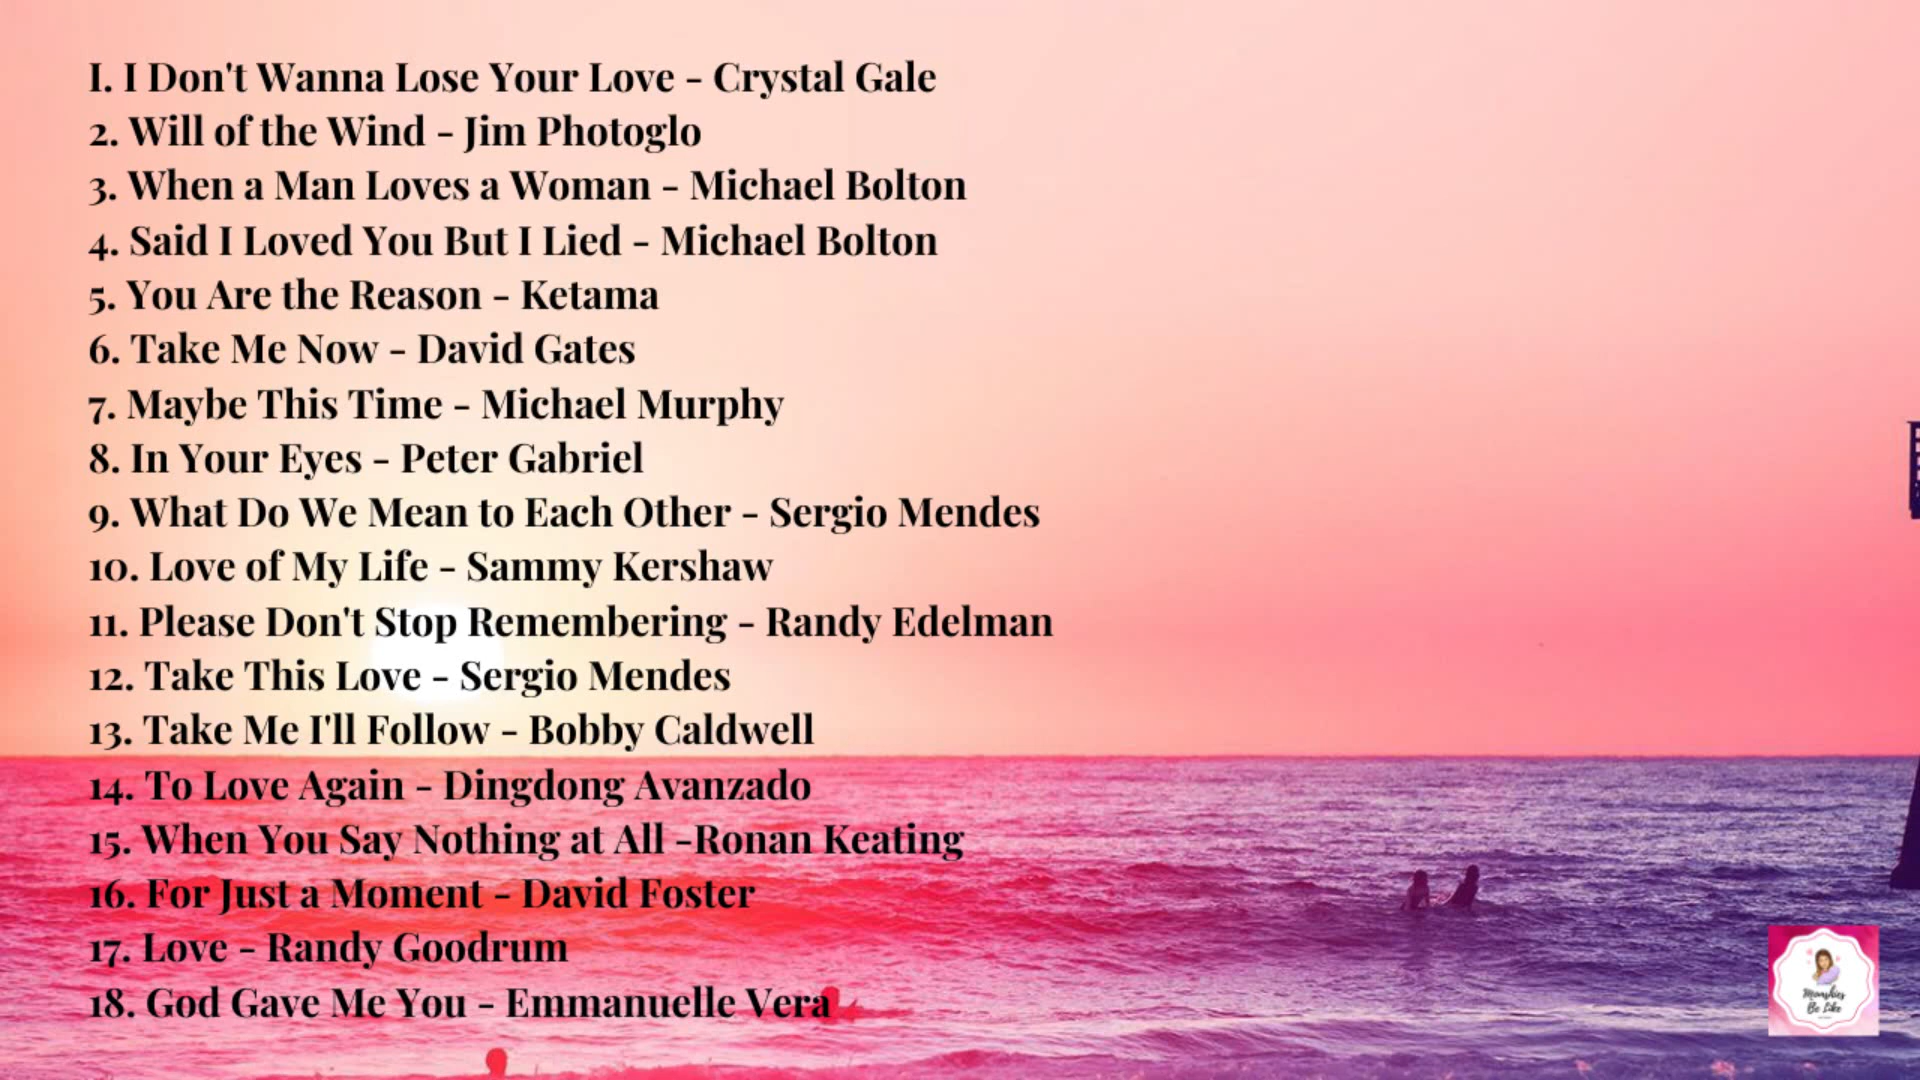 I. I Don't Wanna Lose Your Love - Crystal Gale
2. Will of the Wind - Jim Photoglo
3. When a Man Loves a Woman - Michael Bolton
4. Said I Loved You But I Lied - Michael Bolton
5. You Are the Reason - Ketama
6. Take Me Now - David Gates
7. Maybe This Time - Michael Murphy
8. In Your Eyes - Peter Gabriel
9. What Do We Mean to Each Other - Sergio Mendes
10. Love of My Life - Sammy Kershaw
11. Please Don't Stop Remembering - Randy Edelman
12. Take This Love - Sergio Mendes
13. Take Me I'll Follow - Bobby Caldwell
14. To Love Again - Dingdong Avanzado
15. When You Say Nothing at All -Ronan Keating
16. For Just a Moment - David Foster
17. Love - Randy Goodrum
18. God Gave Me You - Emmanuelle Vera
Momshies
Be Like